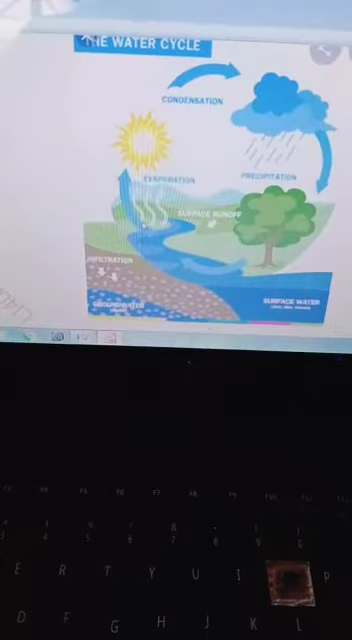 THE WATER CYCLE
CONDENSATION
EVAPORATION
PRECIPITATION
SURFACE RUNOFF
INFILTRATION
GROUNDWATER
SURFACE WATER
E R T Y U I P
D F G H J K L